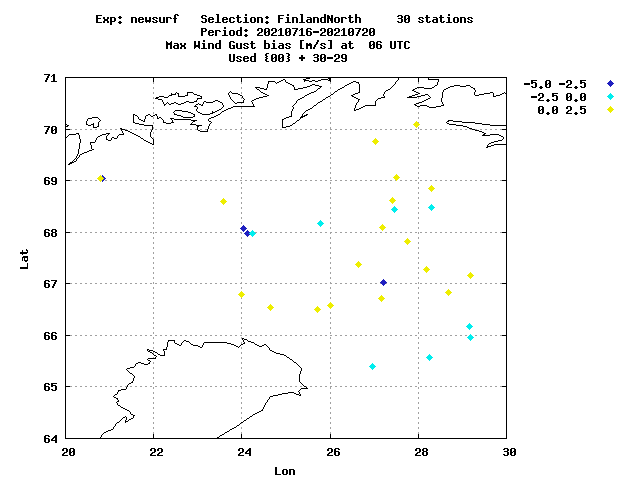 Exp: newsurf   Selection: FinlandNorth     30 stations
Period: 20210716-20210720
Max Wind Gust bias [m/s] at  06 UTC
Used {00} + 30-29
-5.0 -2.5
-2.5 0.0
0.0 2.5
71
70
69
68
67
66
65
64
Lat
20 22 24 26 28 30
Lon